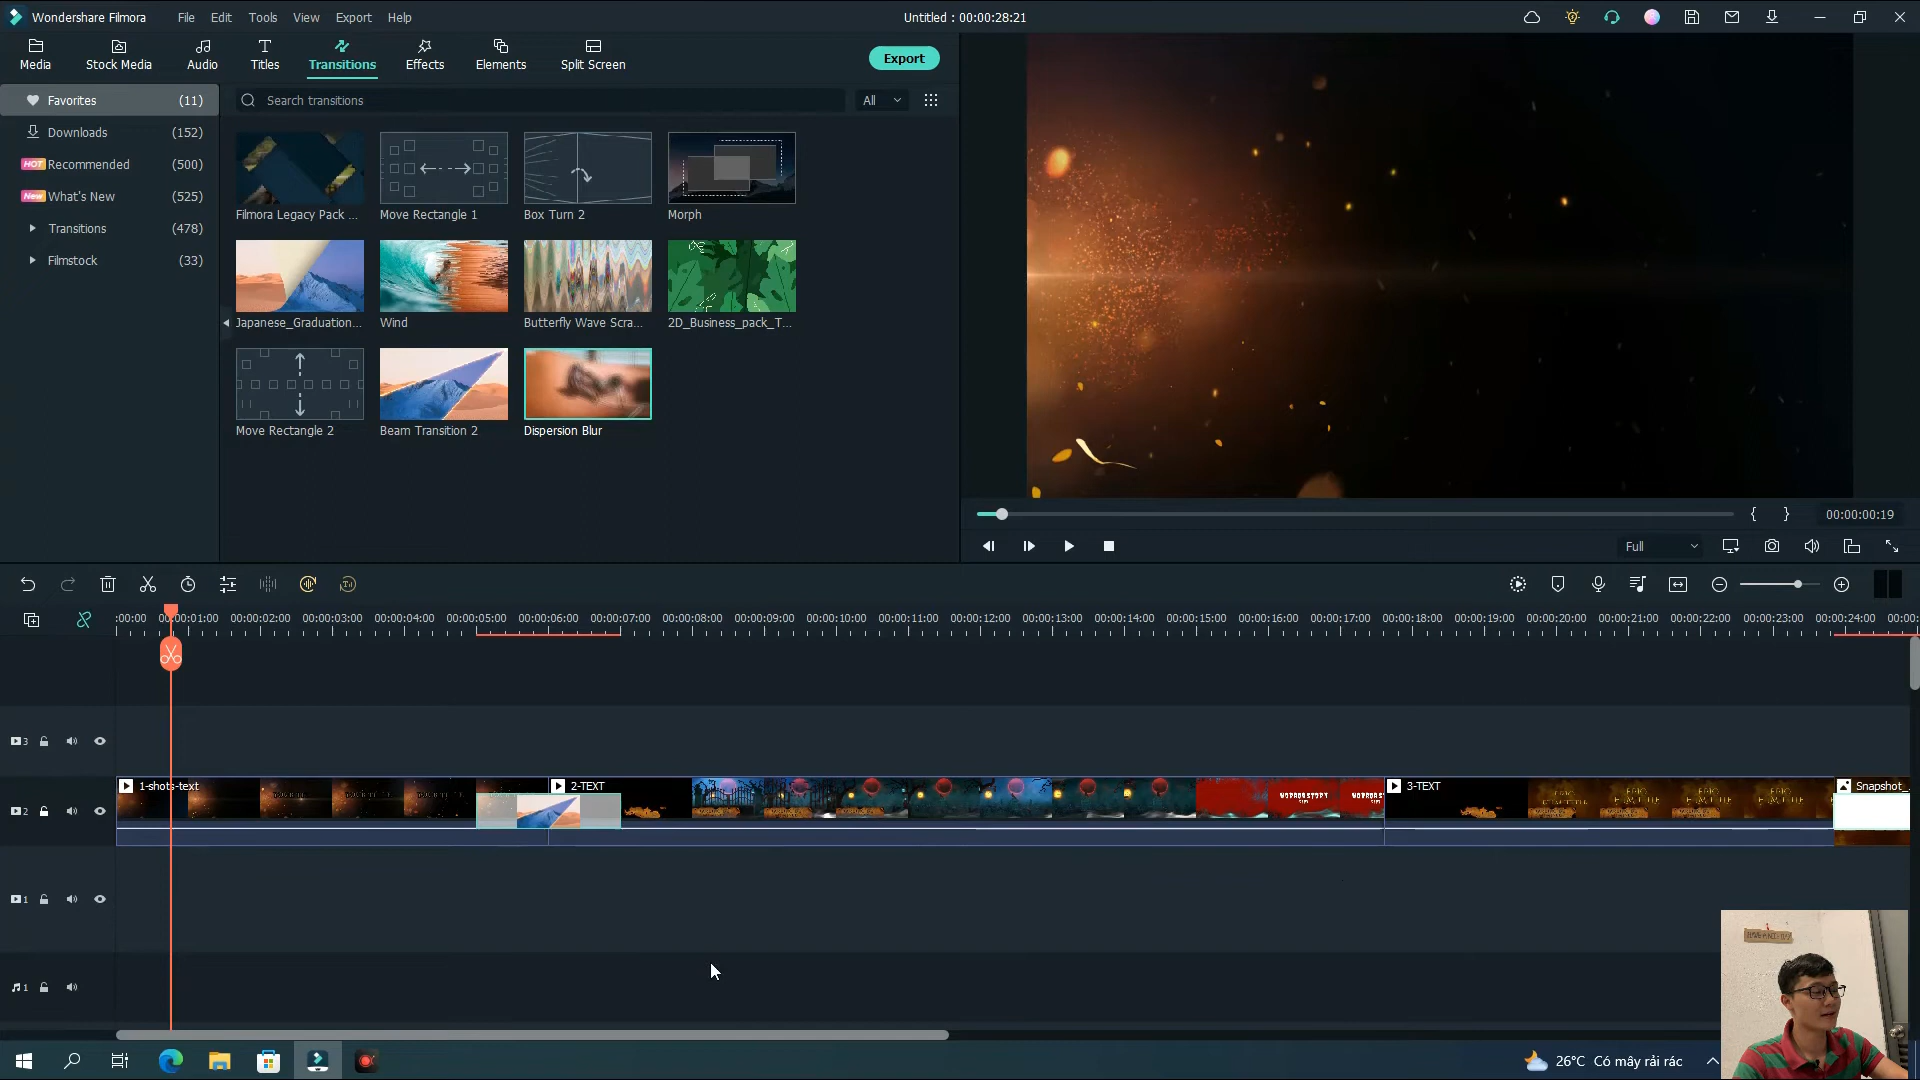 Wondershare Filmora File Edit Tools View Export Help Untitled : 00:00:28:21
Media Stock Media Audio Titles Transitions Effects Elements Split Screen Export
Favorites (11)
Downloads (152)
HOT Recommended (500)
New What's New (525)
Transitions (478)
Filmstock (33)
Search transitions All
Filmora Legacy Pack ... Move Rectangle 1 Box Turn 2 Morph
Japanese_Graduation... Wind Butterfly Wave Scra... 2D_Business_pack_T...
Move Rectangle 2 Beam Transition 2 Dispersion Blur
{ } 00:00:00:19
Full
:00:00 00:00:01:00 00:00:02:00 00:00:03:00 00:00:04:00 00:00:05:00 00:00:06:00 00:00:07:00 00:00:08:00 00:00:09:00 00:00:10:00 00:00:11:00 00:00:12:00 00:00:13:00 00:00:14:00 00:00:15:00 00:00:16:00 00:00:17:00 00:00:18:00 00:00:19:00 00:00:20:00 00:00:21:00 00:00:22:00 00:00:23:00 00:00:24:00 00:00:
3
1-shots-text 2-TEXT 3-TEXT Snapshot_
EPIC
2
1
1
26°C Có mây rải rác